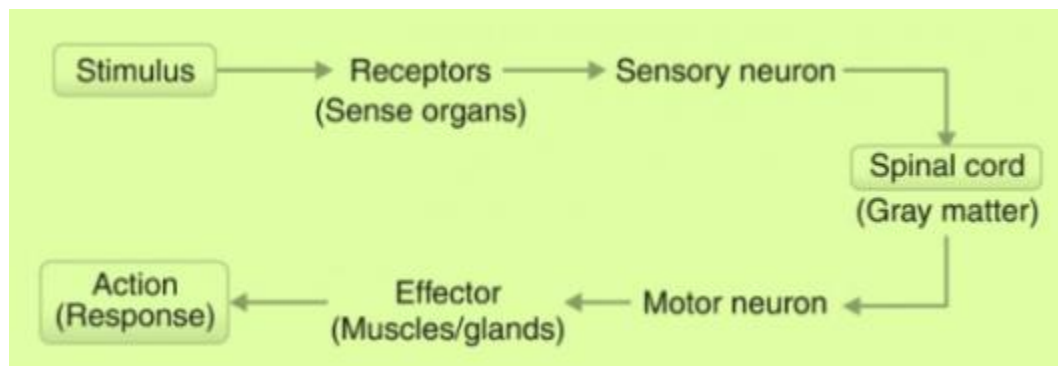 Stimulus
Receptors
(Sense organs)
Sensory neuron
Spinal cord
(Gray matter)
Motor neuron
Effector
(Muscles/glands)
Action
(Response)